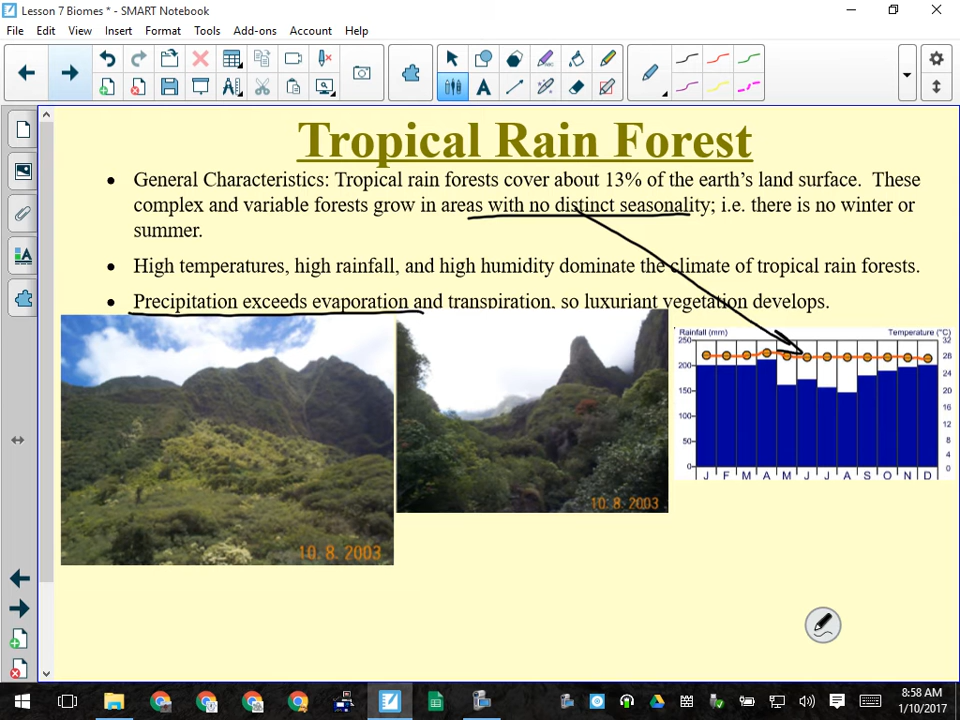 Lesson 7 Biomes * - SMART Notebook
File Edit View Insert Format Tools Add-ons Account Help
Tropical Rain Forest
• General Characteristics: Tropical rain forests cover about 13% of the earth’s land surface. These
complex and variable forests grow in areas with no distinct seasonality; i.e. there is no winter or
summer.
• High temperatures, high rainfall, and high humidity dominate the climate of tropical rain forests.
• Precipitation exceeds evaporation and transpiration, so luxuriant vegetation develops.
10. 8. 2003
10. 8. 2003
Rainfall (mm) Temperature (°C)
250 32
28
200 24
150 20
16
100 12
50 8
4
0 0
J F M A M J J A S O N D
8:58 AM
1/10/2017